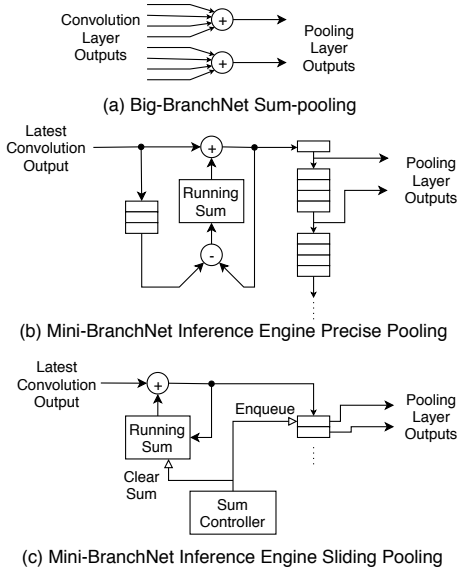 Convolution
Layer
Outputs
+
+
Pooling
Layer
Outputs
(a) Big-BranchNet Sum-pooling
Latest
Convolution
Output
+
Running
Sum
-
Pooling
Layer
Outputs
(b) Mini-BranchNet Inference Engine Precise Pooling
Latest
Convolution
Output
+
Running
Sum
Enqueue
Clear
Sum
Sum
Controller
Pooling
Layer
Outputs
(c) Mini-BranchNet Inference Engine Sliding Pooling